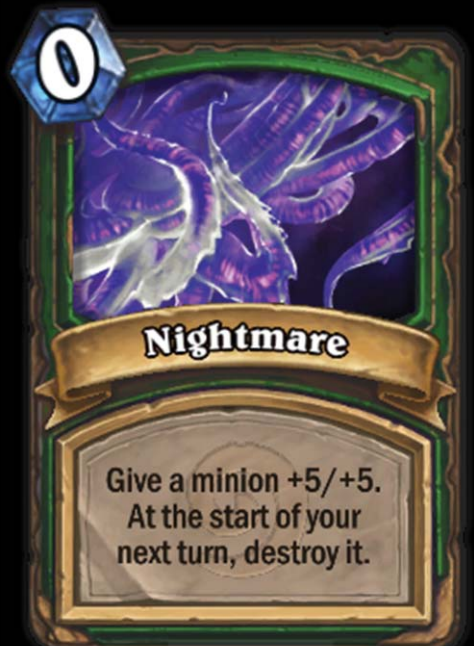 0
Nightmare
Give a minion +5/+5.
At the start of your
next turn, destroy it.